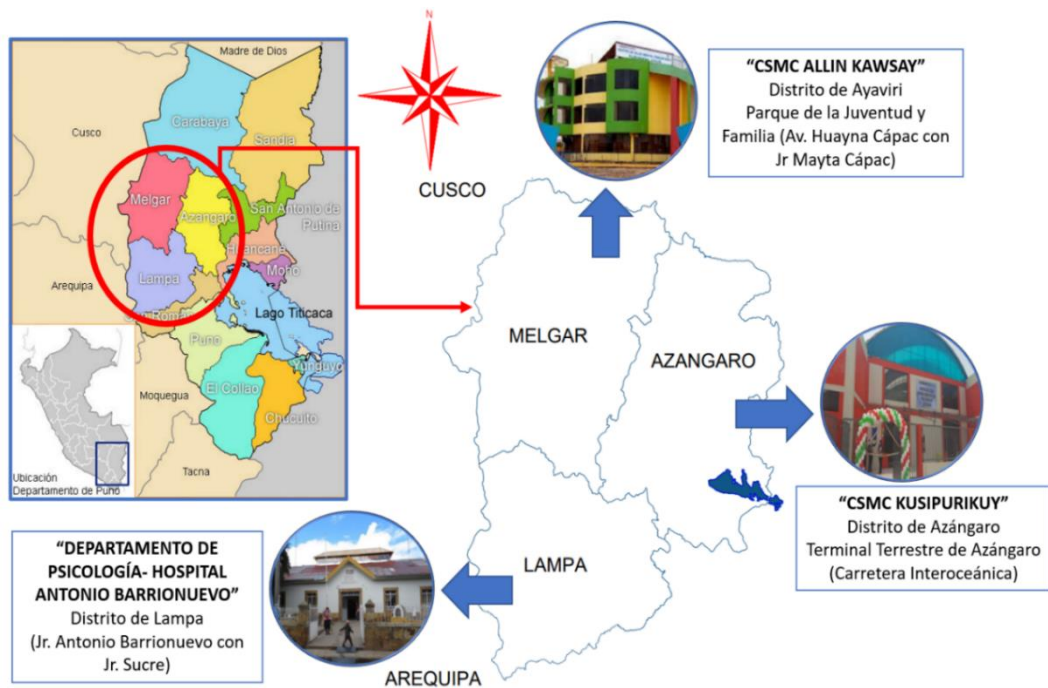 Madre de Dios
Cusco
Carabaya
Sandia
Melgar
Azangaro
San Antonio de
Putina
Huancané
Moho
Lampa
Arequipa
San Román
Lago Titicaca
Puno
Yunguyo
El Collao
Moquegua
Chucuito
Tacna
Ubicación
Departamento de Puno
N
CUSCO
“CSMC ALLIN KAWSAY”
Distrito de Ayaviri
Parque de la Juventud y
Familia (Av. Huayna Cápac con
Jr Mayta Cápac)
MELGAR
AZANGARO
“CSMC KUSIPURIKUY”
Distrito de Azángaro
Terminal Terrestre de Azángaro
(Carretera Interoceánica)
LAMPA
“DEPARTAMENTO DE
PSICOLOGÍA- HOSPITAL
ANTONIO BARRIONUEVO”
Distrito de Lampa
(Jr. Antonio Barrionuevo con
Jr. Sucre)
AREQUIPA